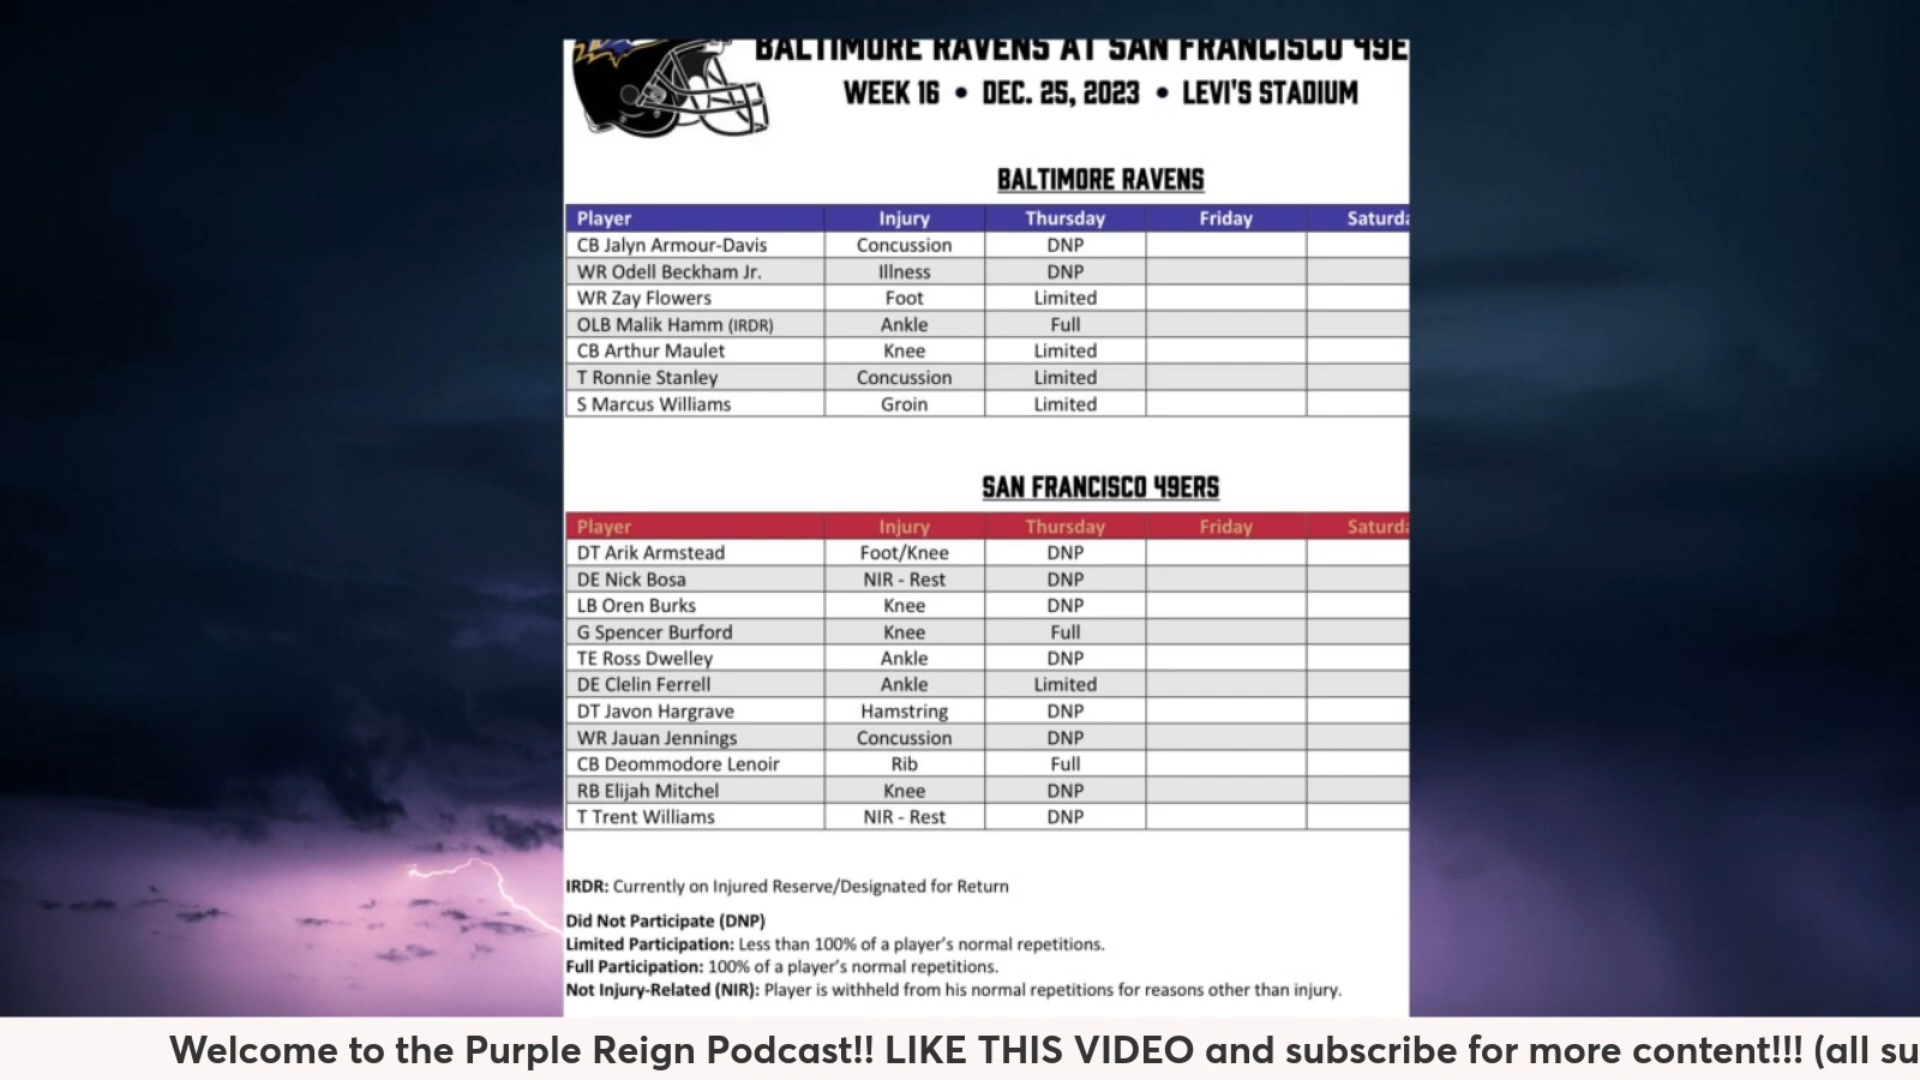 BALTIMORE RAVENS AT SAN FRANCISCO 49E
WEEK 16 • DEC. 25, 2023 • LEVI'S STADIUM
BALTIMORE RAVENS
Player Injury Thursday Friday Saturda
CB Jalyn Armour-Davis Concussion DNP
WR Odell Beckham Jr. Illness DNP
WR Zay Flowers Foot Limited
OLB Malik Hamm (IRDR) Ankle Full
CB Arthur Maulet Knee Limited
T Ronnie Stanley Concussion Limited
S Marcus Williams Groin Limited
SAN FRANCISCO 49ERS
Player Injury Thursday Friday Saturda
DT Arik Armstead Foot/Knee DNP
DE Nick Bosa NIR - Rest DNP
LB Oren Burks Knee DNP
G Spencer Burford Knee Full
TE Ross Dwelley Ankle DNP
DE Clelin Ferrell Ankle Limited
DT Javon Hargrave Hamstring DNP
WR Jauan Jennings Concussion DNP
CB Deommodore Lenoir Rib Full
RB Elijah Mitchel Knee DNP
T Trent Williams NIR - Rest DNP
IRDR: Currently on Injured Reserve/Designated for Return
Did Not Participate (DNP)
Limited Participation: Less than 100% of a player’s normal repetitions.
Full Participation: 100% of a player’s normal repetitions.
Not Injury-Related (NIR): Player is withheld from his normal repetitions for reasons other than injury.
Welcome to the Purple Reign Podcast!! LIKE THIS VIDEO and subscribe for more content!!! (all su